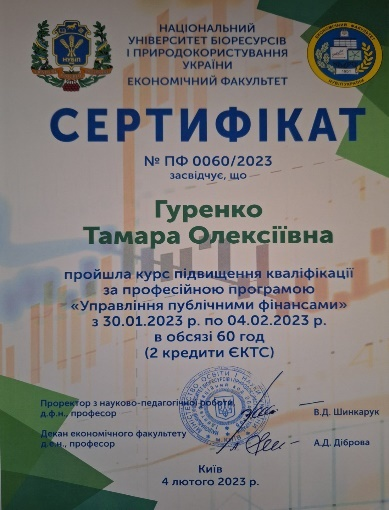 НАЦІОНАЛЬНИЙ
УНІВЕРСИТЕТ БІОРЕСУРСІВ
І ПРИРОДОКОРИСТУВАННЯ
УКРАЇНИ
ЕКОНОМІЧНИЙ ФАКУЛЬТЕТ
НУБІП
СЕРТИФІКАТ
№ ПФ 0060/2023
засвідчує, що
Гуренко
Тамара Олексіївна
пройшла курс підвищення кваліфікації
за професійною програмою
«Управління публічними фінансами»
з 30.01.2023 р. по 04.02.2023 р.
в обсязі 60 год
(2 кредити ЄКТС)
Проректор з науково-педагогічної роботи
д.ф.н., професор
В.Д. Шинкарук
Декан економічного факультету
д.е.н., професор
А.Д. Діброва
Київ
4 лютого 2023 р.